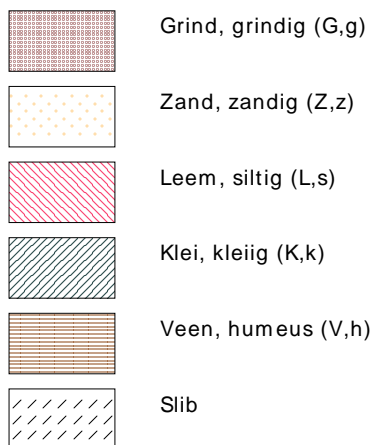 Grind, grindig (G,g)
Zand, zandig (Z,z)
Leem, siltig (L,s)
Klei, kleiig (K,k)
Veen, humeus (V,h)
Slib